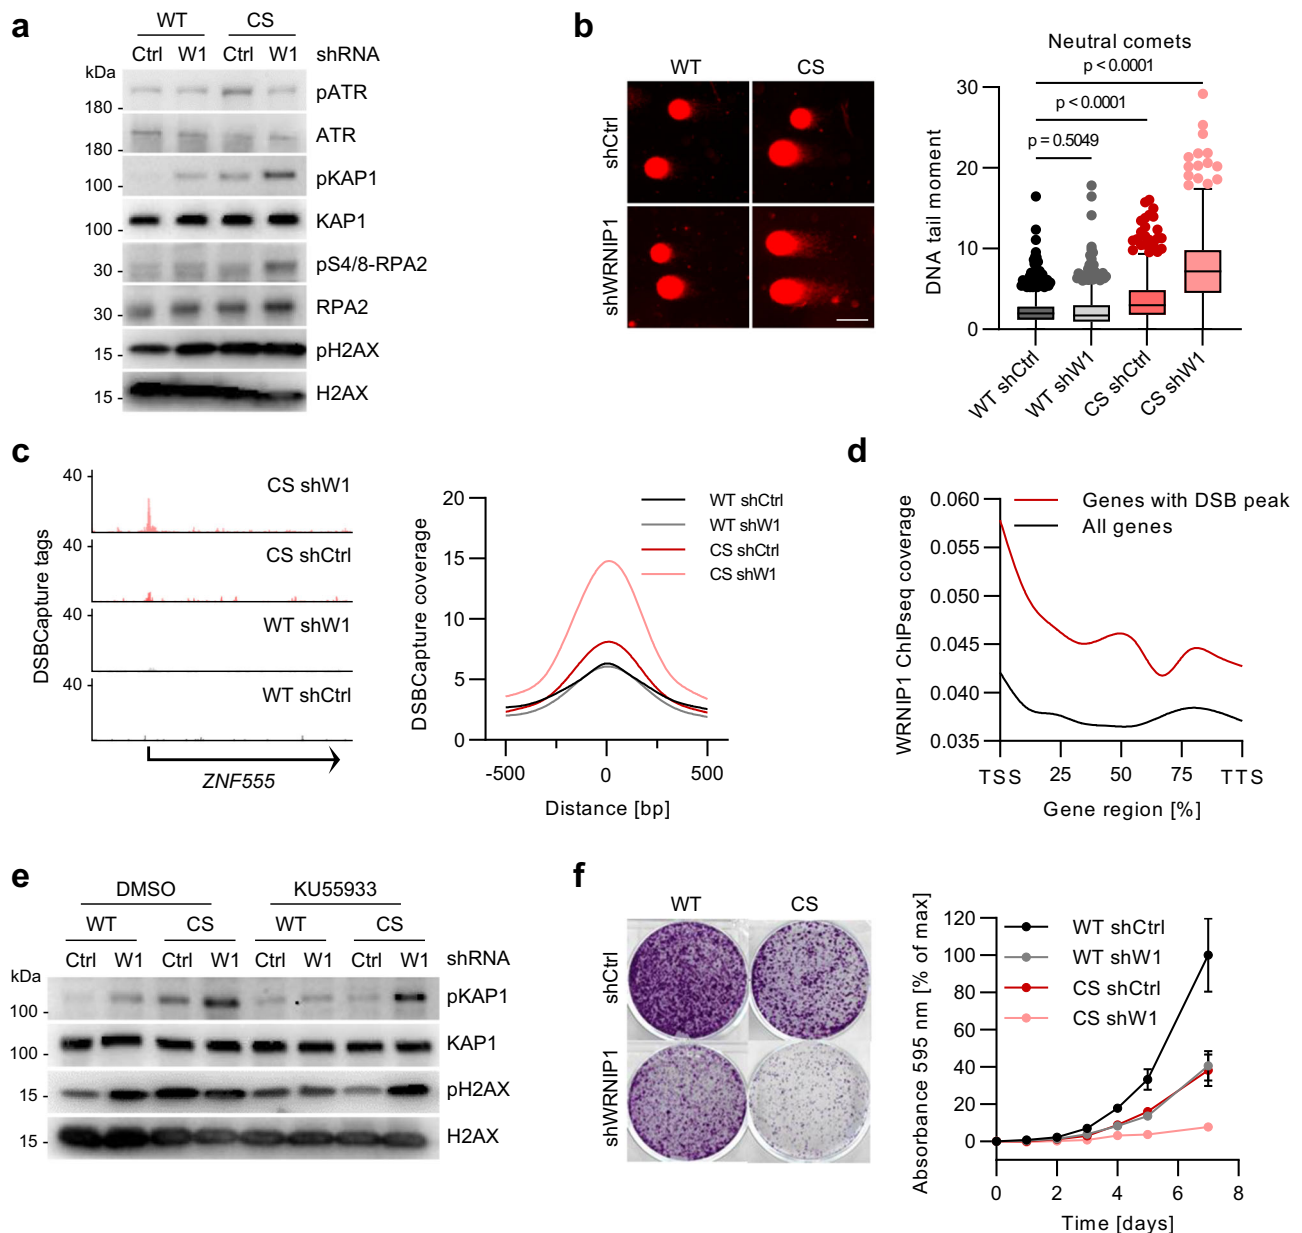 a
WT CS
Ctrl W1 Ctrl W1 shRNA
kDa
pATR
180
ATR
180
pKAP1
100
KAP1
100
pS4/8-RPA2
30
RPA2
30
pH2AX
15
H2AX
15
b
WT CS
shCtrl
shWRNIP1
Neutral comets
p < 0.0001
p < 0.0001
p = 0.5049
DNA tail moment
30
20
10
0
WT shCtrl
WT shW1
CS shCtrl
CS shW1
c
DSBCapture tags
40
CS shW1
40
CS shCtrl
40
WT shW1
40
WT shCtrl
ZNF555
DSBCapture coverage
20
15
10
5
0
-500 0 500
Distance [bp]
WT shCtrl
WT shW1
CS shCtrl
CS shW1
d
WRNIP1 ChIPseq coverage
0.060
0.055
0.050
0.045
0.040
0.035
Genes with DSB peak
All genes
TSS 25 50 75 TTS
Gene region [%]
e
DMSO KU55933
WT CS WT CS
Ctrl W1 Ctrl W1 Ctrl W1 Ctrl W1 shRNA
kDa
pKAP1
100
KAP1
100
pH2AX
15
H2AX
15
f
WT CS
shCtrl
shWRNIP1
Absorbance 595 nm [% of max]
120
100
80
60
40
20
0
WT shCtrl
WT shW1
CS shCtrl
CS shW1
0 2 4 6 8
Time [days]